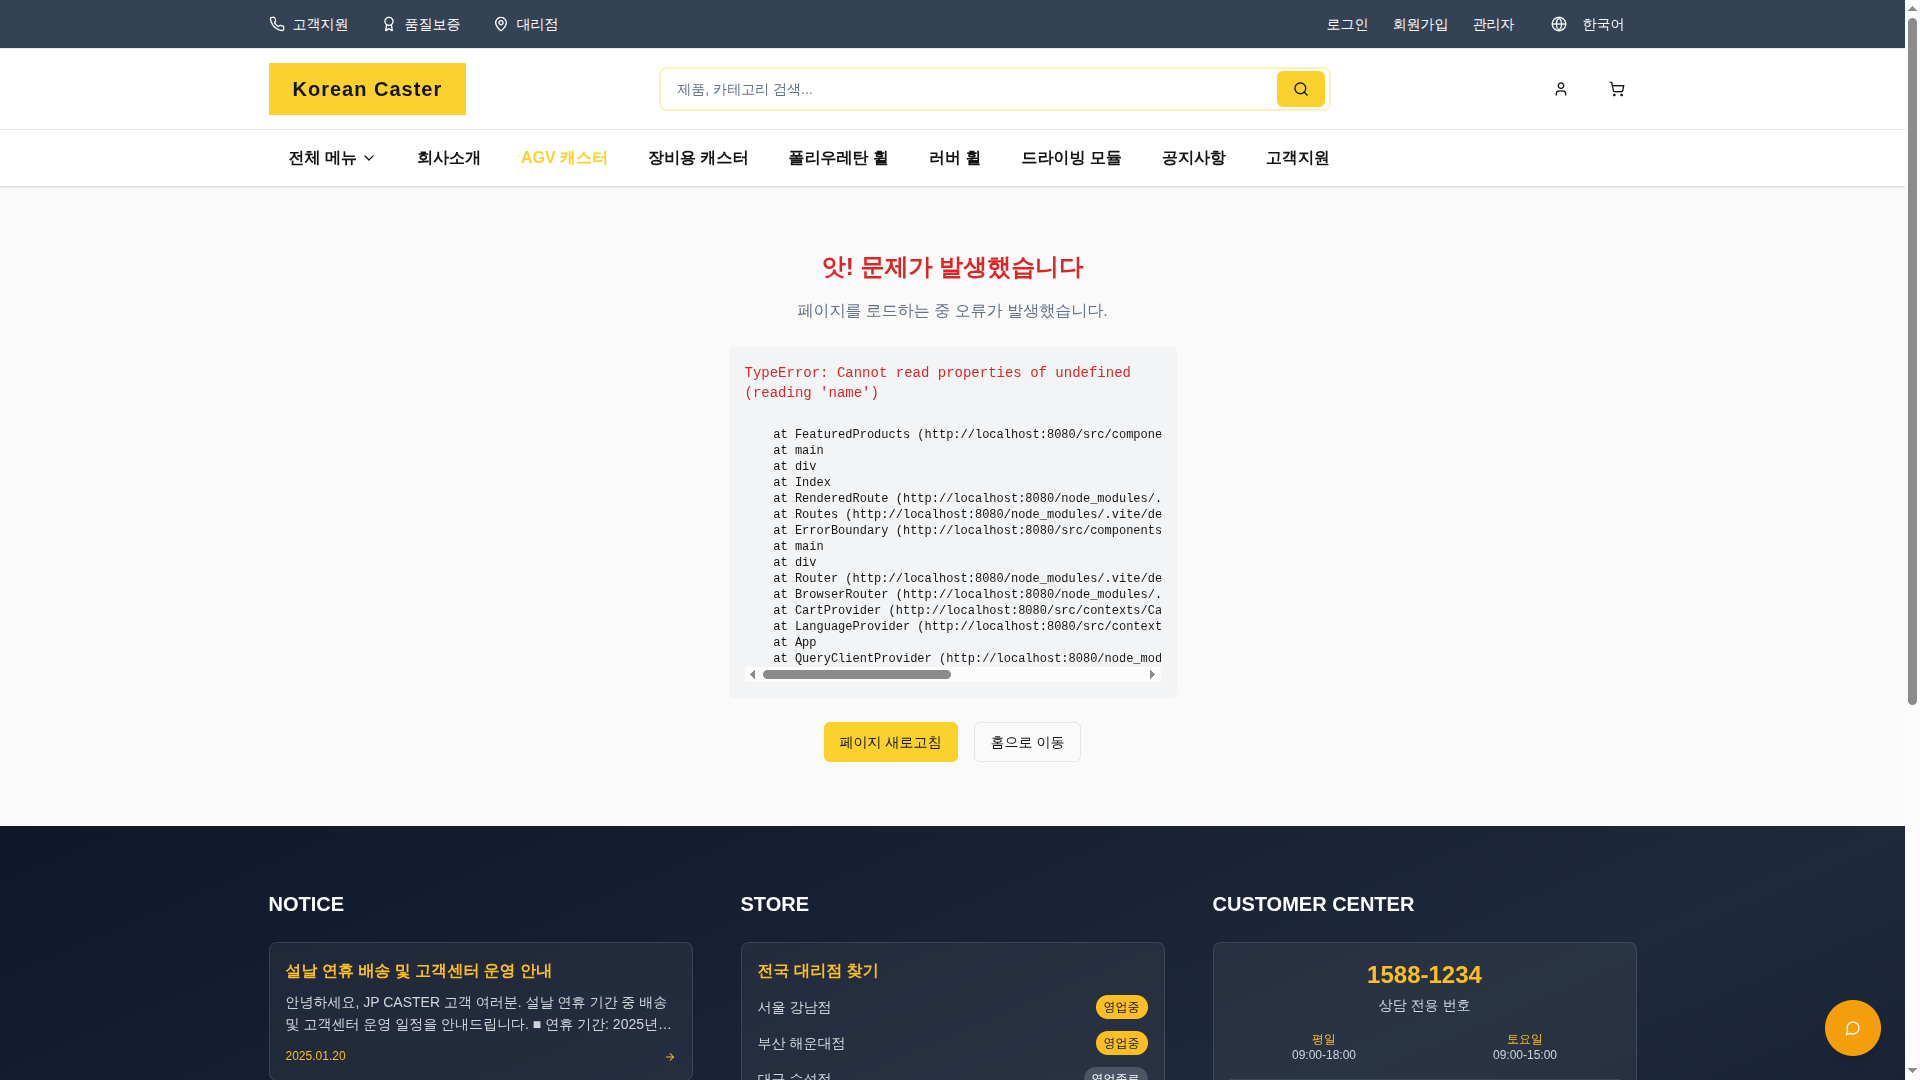 고객지원
품질보증
대리점
로그인
회원가입
관리자
한국어
Korean Caster
제품, 카테고리 검색...
전체 메뉴
회사소개
AGV 캐스터
장비용 캐스터
폴리우레탄 휠
러버 휠
드라이빙 모듈
공지사항
고객지원
앗! 문제가 발생했습니다
페이지를 로드하는 중 오류가 발생했습니다.
TypeError: Cannot read properties of undefined
(reading 'name')
at FeaturedProducts (http://localhost:8080/src/compone
at main
at div
at Index
at RenderedRoute (http://localhost:8080/node_modules/.
at Routes (http://localhost:8080/node_modules/.vite/de
at ErrorBoundary (http://localhost:8080/src/components
at main
at div
at Router (http://localhost:8080/node_modules/.vite/de
at BrowserRouter (http://localhost:8080/node_modules/.
at CartProvider (http://localhost:8080/src/contexts/Ca
at LanguageProvider (http://localhost:8080/src/context
at App
at QueryClientProvider (http://localhost:8080/node_mod
페이지 새로고침
홈으로 이동
NOTICE
설날 연휴 배송 및 고객센터 운영 안내
안녕하세요, JP CASTER 고객 여러분. 설날 연휴 기간 중 배송
및 고객센터 운영 일정을 안내드립니다. ■ 연휴 기간: 2025년…
2025.01.20
STORE
전국 대리점 찾기
서울 강남점
영업중
부산 해운대점
영업중
대구 수성점
영업종료
CUSTOMER CENTER
1588-1234
상담 전용 번호
평일
09:00-18:00
토요일
09:00-15:00